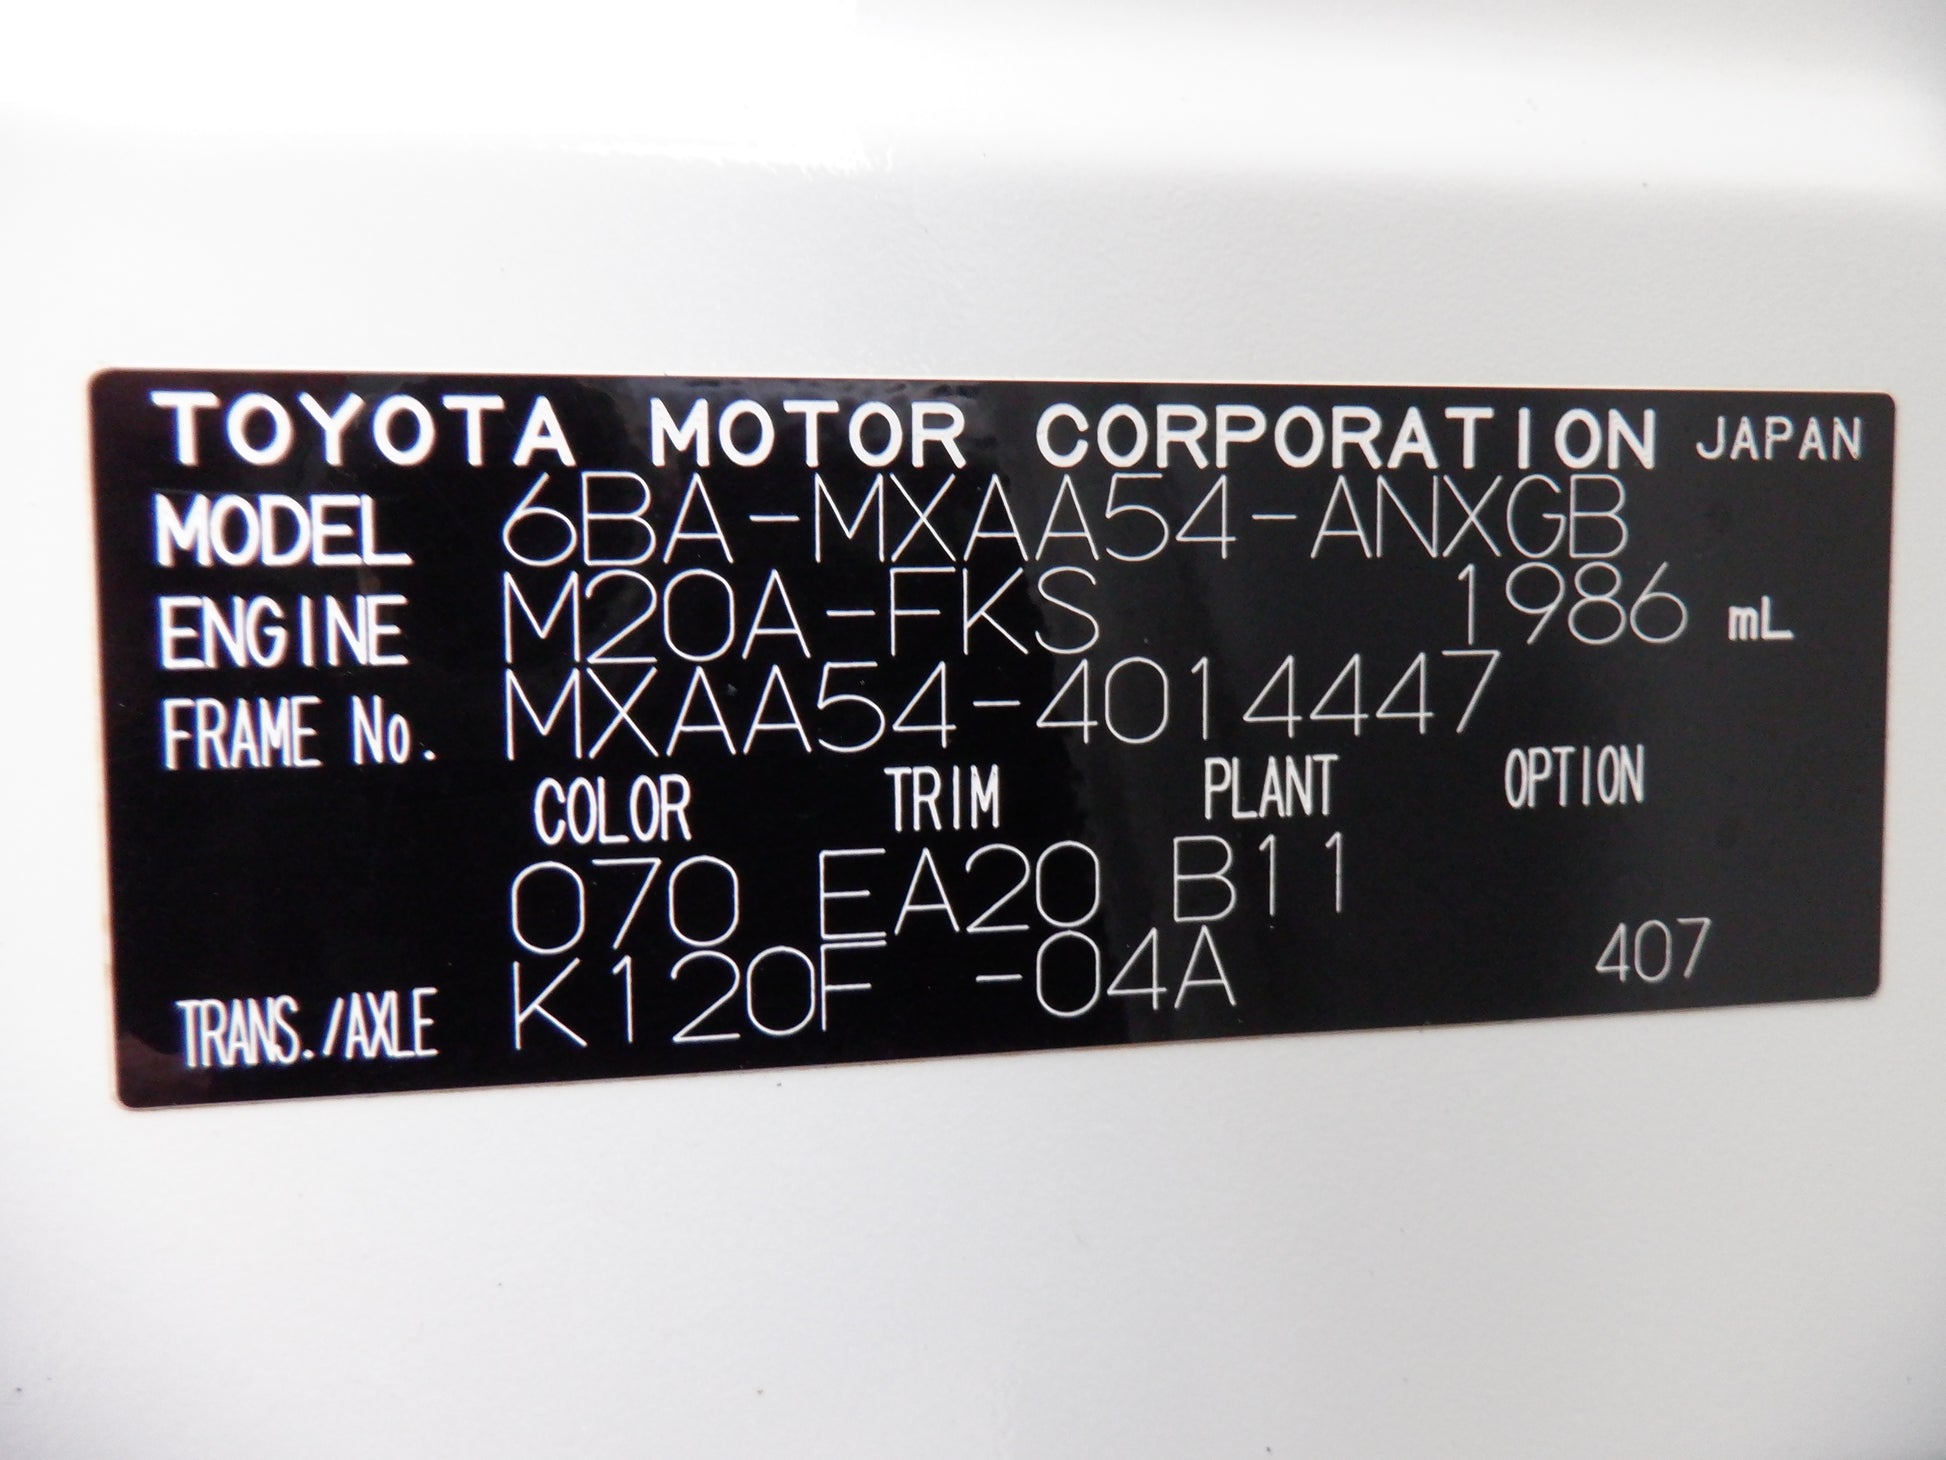 TOYOTA MOTOR CORPORATION JAPAN
MODEL 6BA-MXAA54-ANXGB
ENGINE M20A-FKS 1986 mL
FRAME No. MXAA54-4014447
COLOR TRIM PLANT OPTION
070 EA20 B11
TRANS./AXLE K120F -04A 407